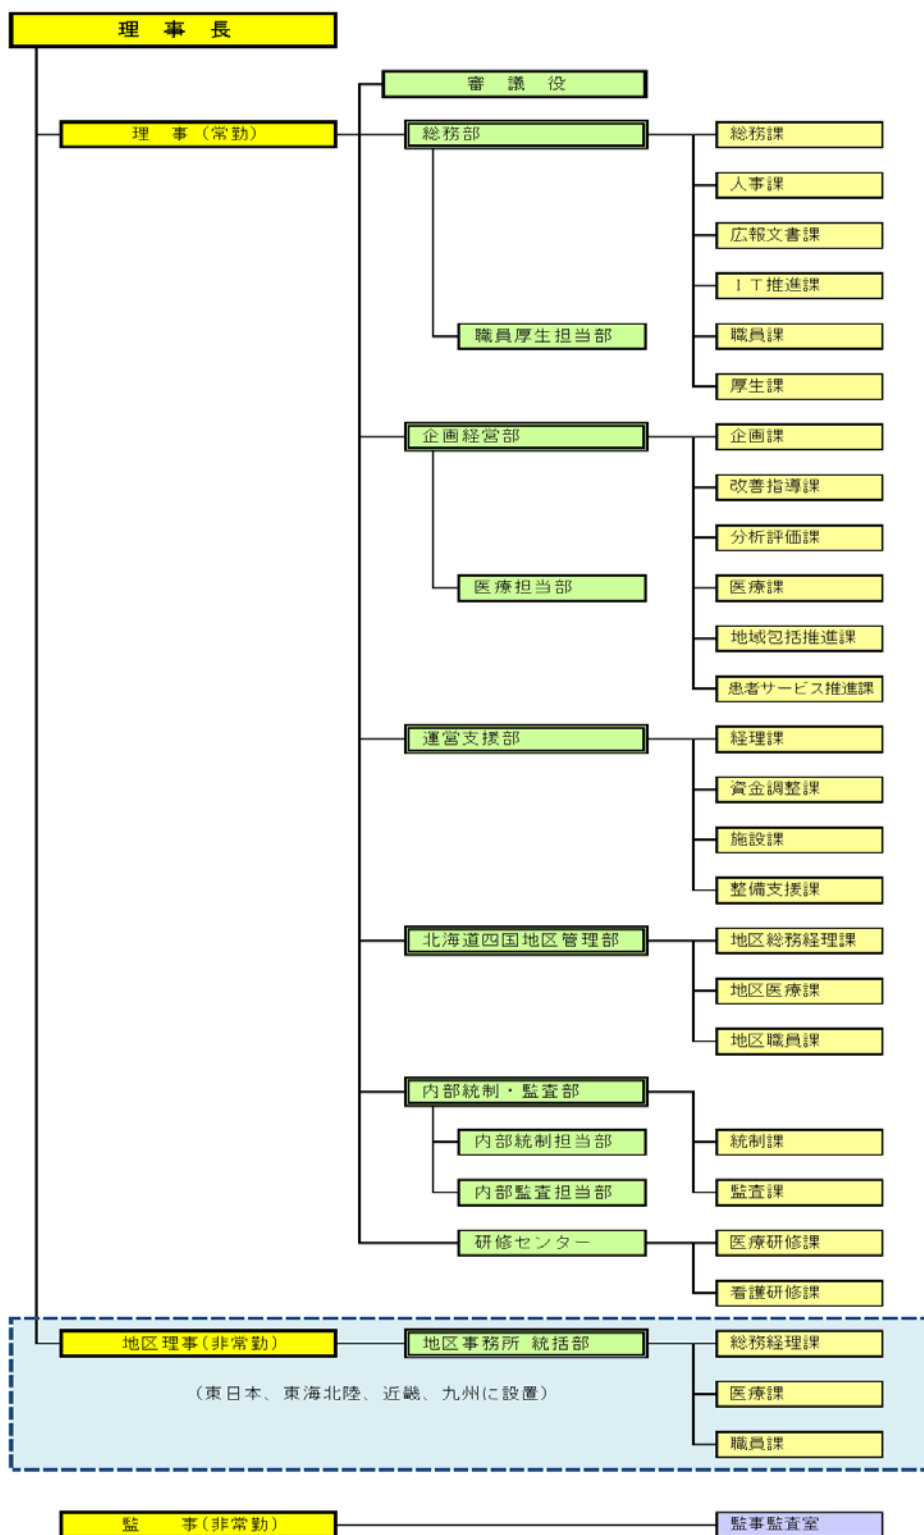 理 事 長
審 議 役
理 事（常勤）
総務部
総務課
人事課
広報文書課
ＩＴ推進課
職員厚生担当部
職員課
厚生課
企画経営部
企画課
改善指導課
分析評価課
医療担当部
医療課
地域包括推進課
患者サービス推進課
運営支援部
経理課
資金調整課
施設課
整備支援課
北海道四国地区管理部
地区総務経理課
地区医療課
地区職員課
内部統制・監査部
内部統制担当部
統制課
内部監査担当部
監査課
研修センター
医療研修課
看護研修課
地区理事(非常勤)
地区事務所 統括部
総務経理課
（東日本、東海北陸、近畿、九州に設置）
医療課
職員課
監 事(非常勤)
監事監査室